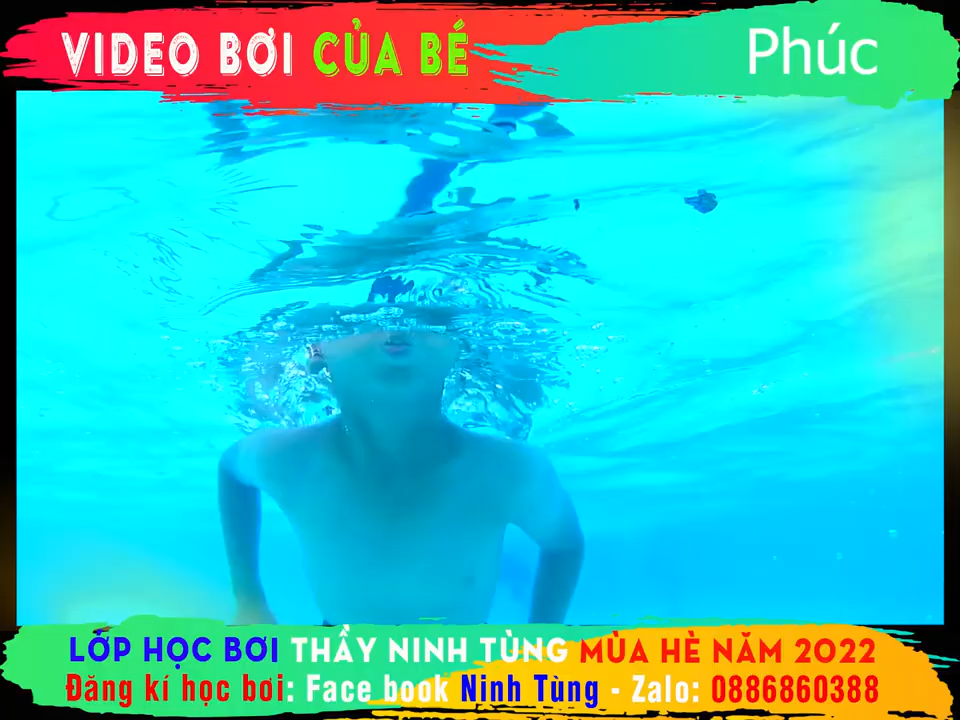 VIDEO BƠI CỦA BÉ
Phúc
LỚP HỌC BƠI THẦY NINH TÙNG MÙA HÈ NĂM 2022
Đăng kí học bơi: Face book Ninh Tùng - Zalo: 0886860388